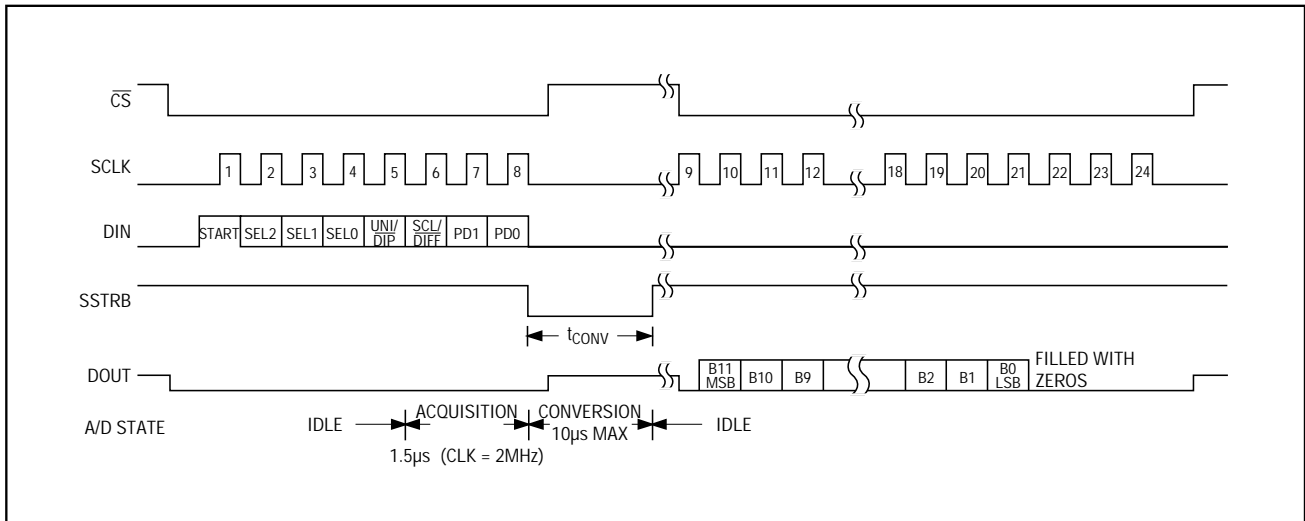 CS
SCLK
1 2 3 4 5 6 7 8 9 10 11 12 18 19 20 21 22 23 24
DIN
START SEL2 SEL1 SEL0 UNI/ DIP SCL/ DIFF PD1 PD0
SSTRB
tCONV
DOUT
B11 MSB B10 B9 B2 B1 B0 LSB
FILLED WITH
ZEROS
A/D STATE
IDLE
ACQUISITION
1.5µs (CLK = 2MHz)
CONVERSION
10µs MAX
IDLE